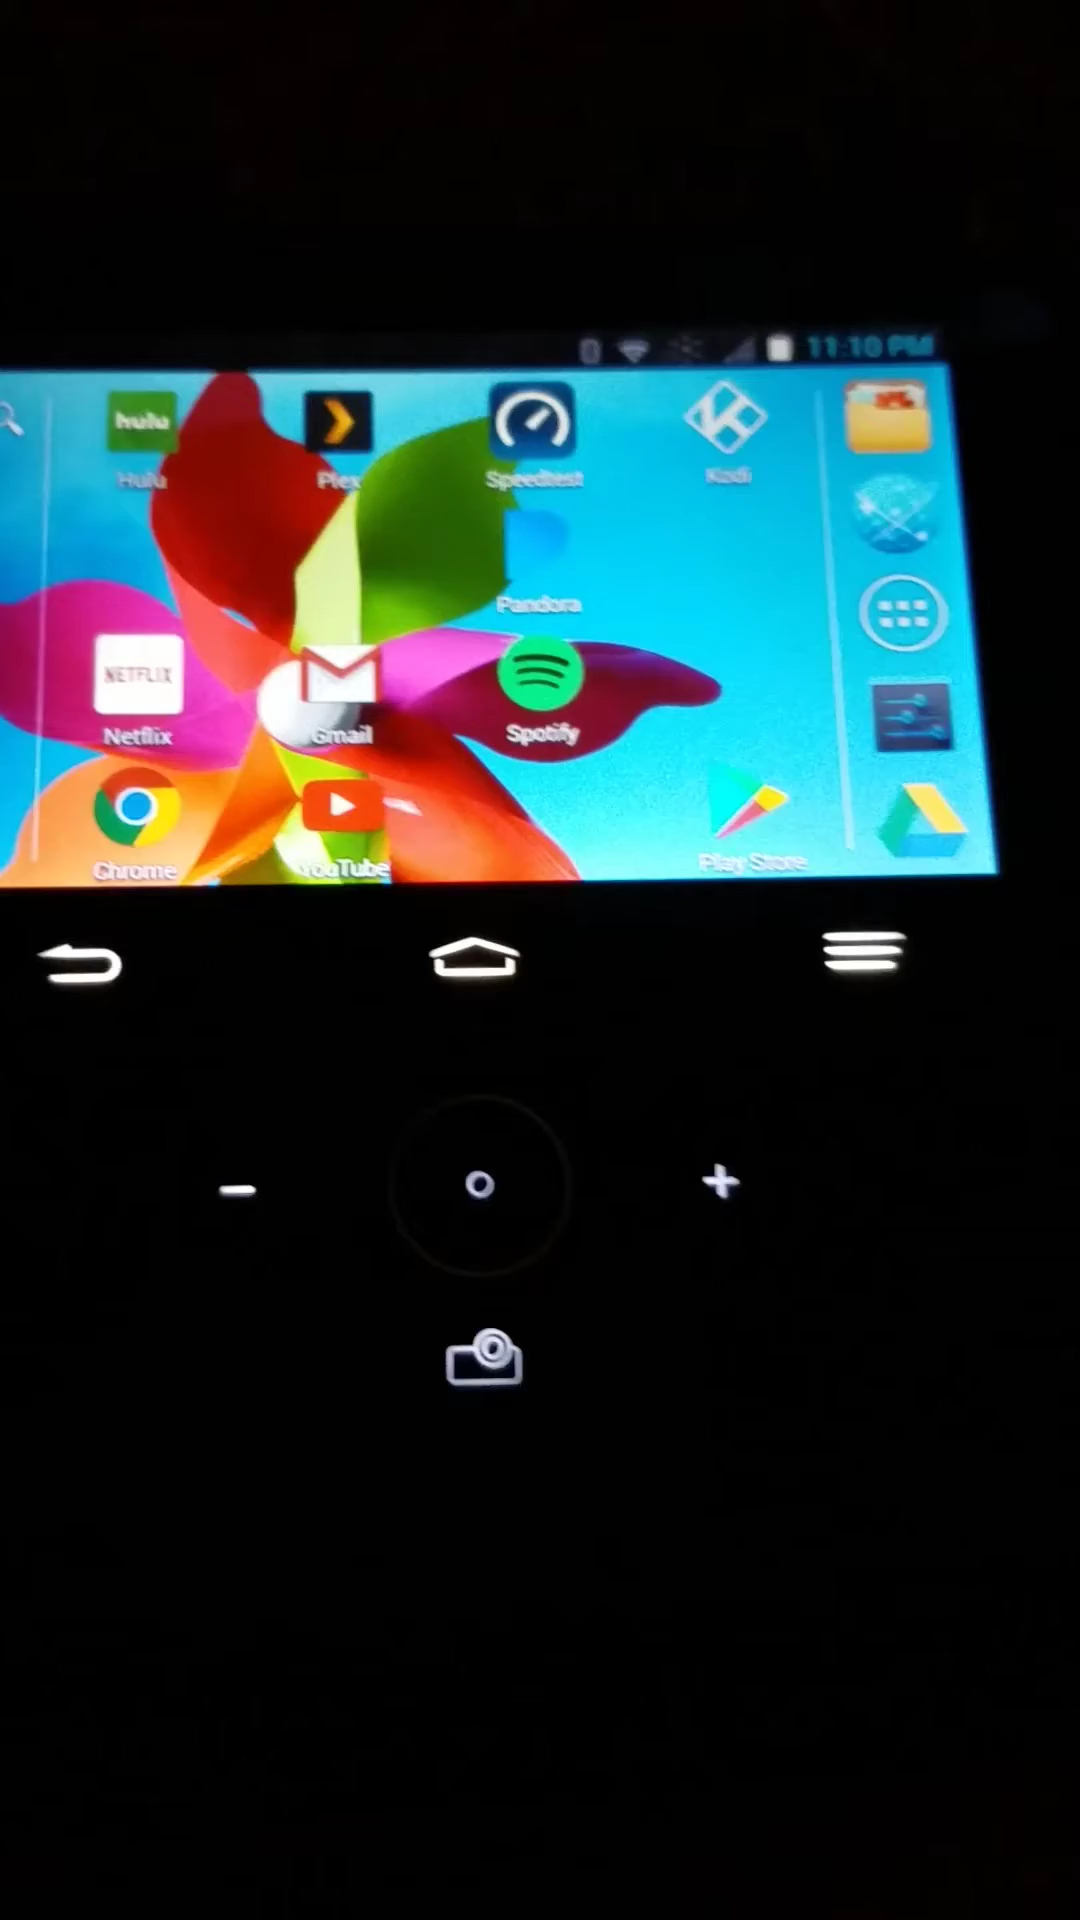 11:10 PM
hulu
Hulu
Plex
Speedtest
Kodi
Pandora
NETFLIX
Netflix
Gmail
Spotify
Chrome
YouTube
Play Store